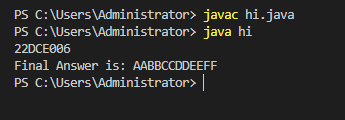 PS C:\Users\Administrator> javac hi.java
PS C:\Users\Administrator> java hi
22DCE006
Final Answer is: AABBCCDDEEFF
PS C:\Users\Administrator>